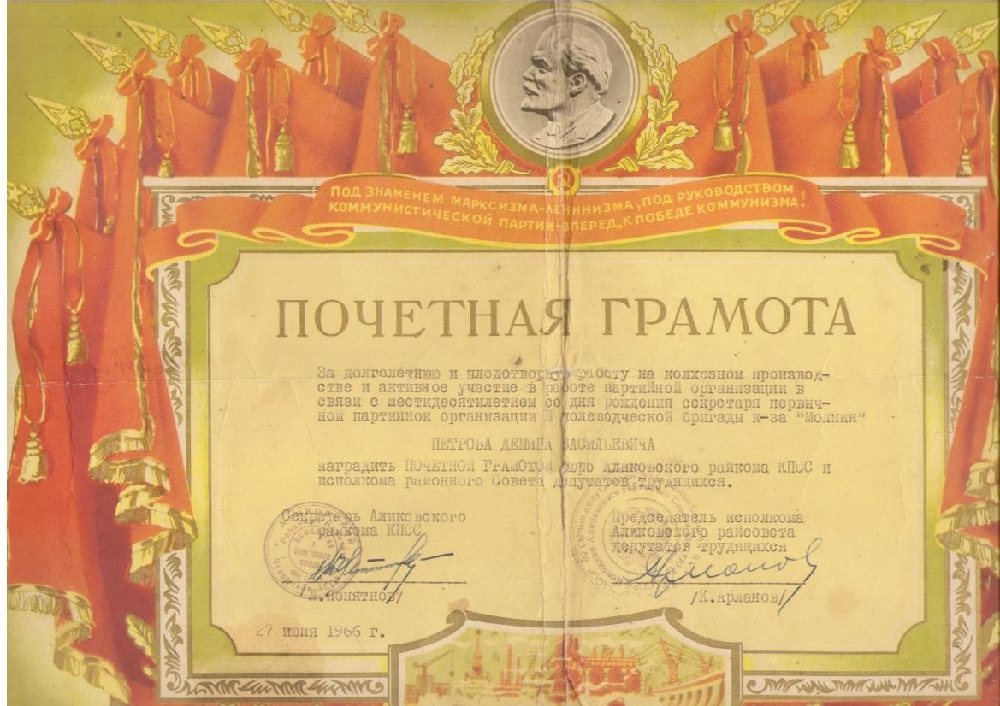 ПОД ЗНАМЕНЕМ МАРКСИЗМА-ЛЕНИНИЗМА, ПОД РУКОВОДСТВОМ
КОММУНИСТИЧЕСКОЙ ПАРТИИ-ВПЕРЕД, К ПОБЕДЕ КОММУНИЗМА!
ПОЧЕТНАЯ ГРАМОТА
За долголетнюю и плодотворную работу на колхозном производ-
стве и активное участие в работе партийной организации в
связи с шестидесятилетием со дня рождения секретаря первич-
ной партийной организации полеводческой бригады к-за "Молния"
ПЕТРОВА ДЕМЬЯНА ВАСИЛЬЕВИЧА
наградить ПОЧЕТНОЙ ГРАМОТОЙ бюро Аликовского райкома КПСС и
исполкома районного Совета депутатов трудящихся.
Секретарь Аликовского
райкома КПСС
/Л.Понятнов/
Председатель исполкома
Аликовского райсовета
депутатов трудящихся
/К.Арланов/
27 июня 1966 г.